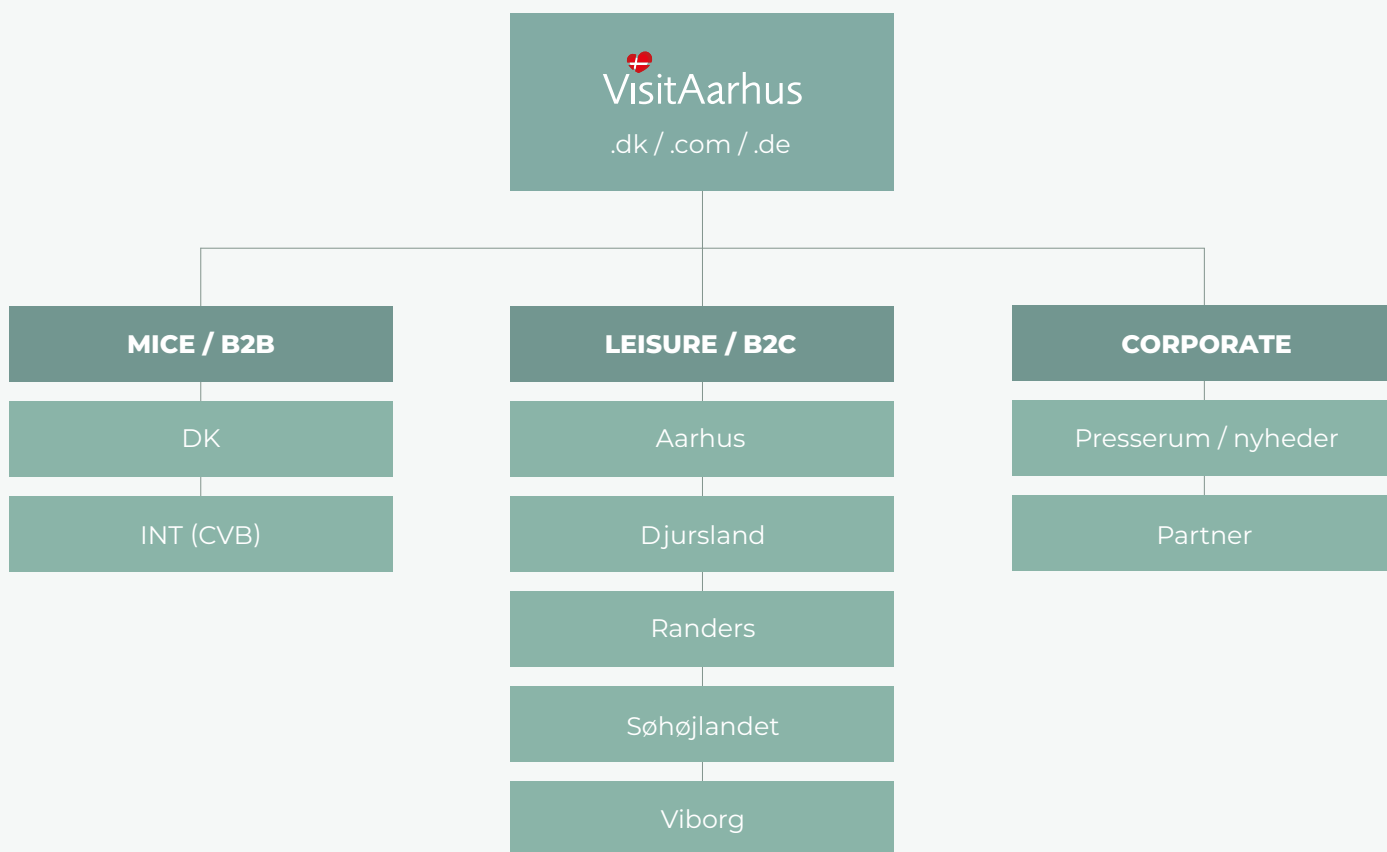 VisitAarhus
.dk / .com / .de
MICE / B2B
DK
INT (CVB)
LEISURE / B2C
Aarhus
Djursland
Randers
Søhøjlandet
Viborg
CORPORATE
Presserum / nyheder
Partner